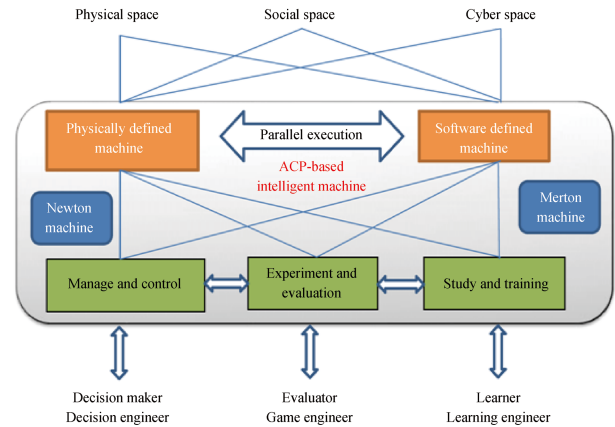 Physical space
Social space
Cyber space
Physically defined
machine
Parallel execution
Software defined
machine
ACP-based
intelligent machine
Newton
machine
Merton
machine
Manage and control
Experiment and
evaluation
Study and training
Decision maker
Decision engineer
Evaluator
Game engineer
Learner
Learning engineer